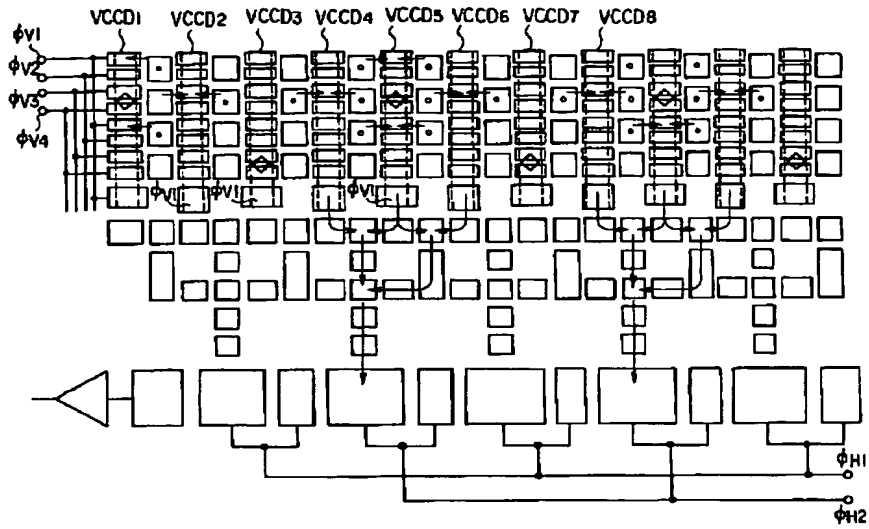 VCCD1 VCCD2 VCCD3 VCCD4 VCCD5 VCCD6 VCCD7 VCCD8
φV1
φV2
φV3
φV4
φV1 φV1 φV1
φH1
φH2